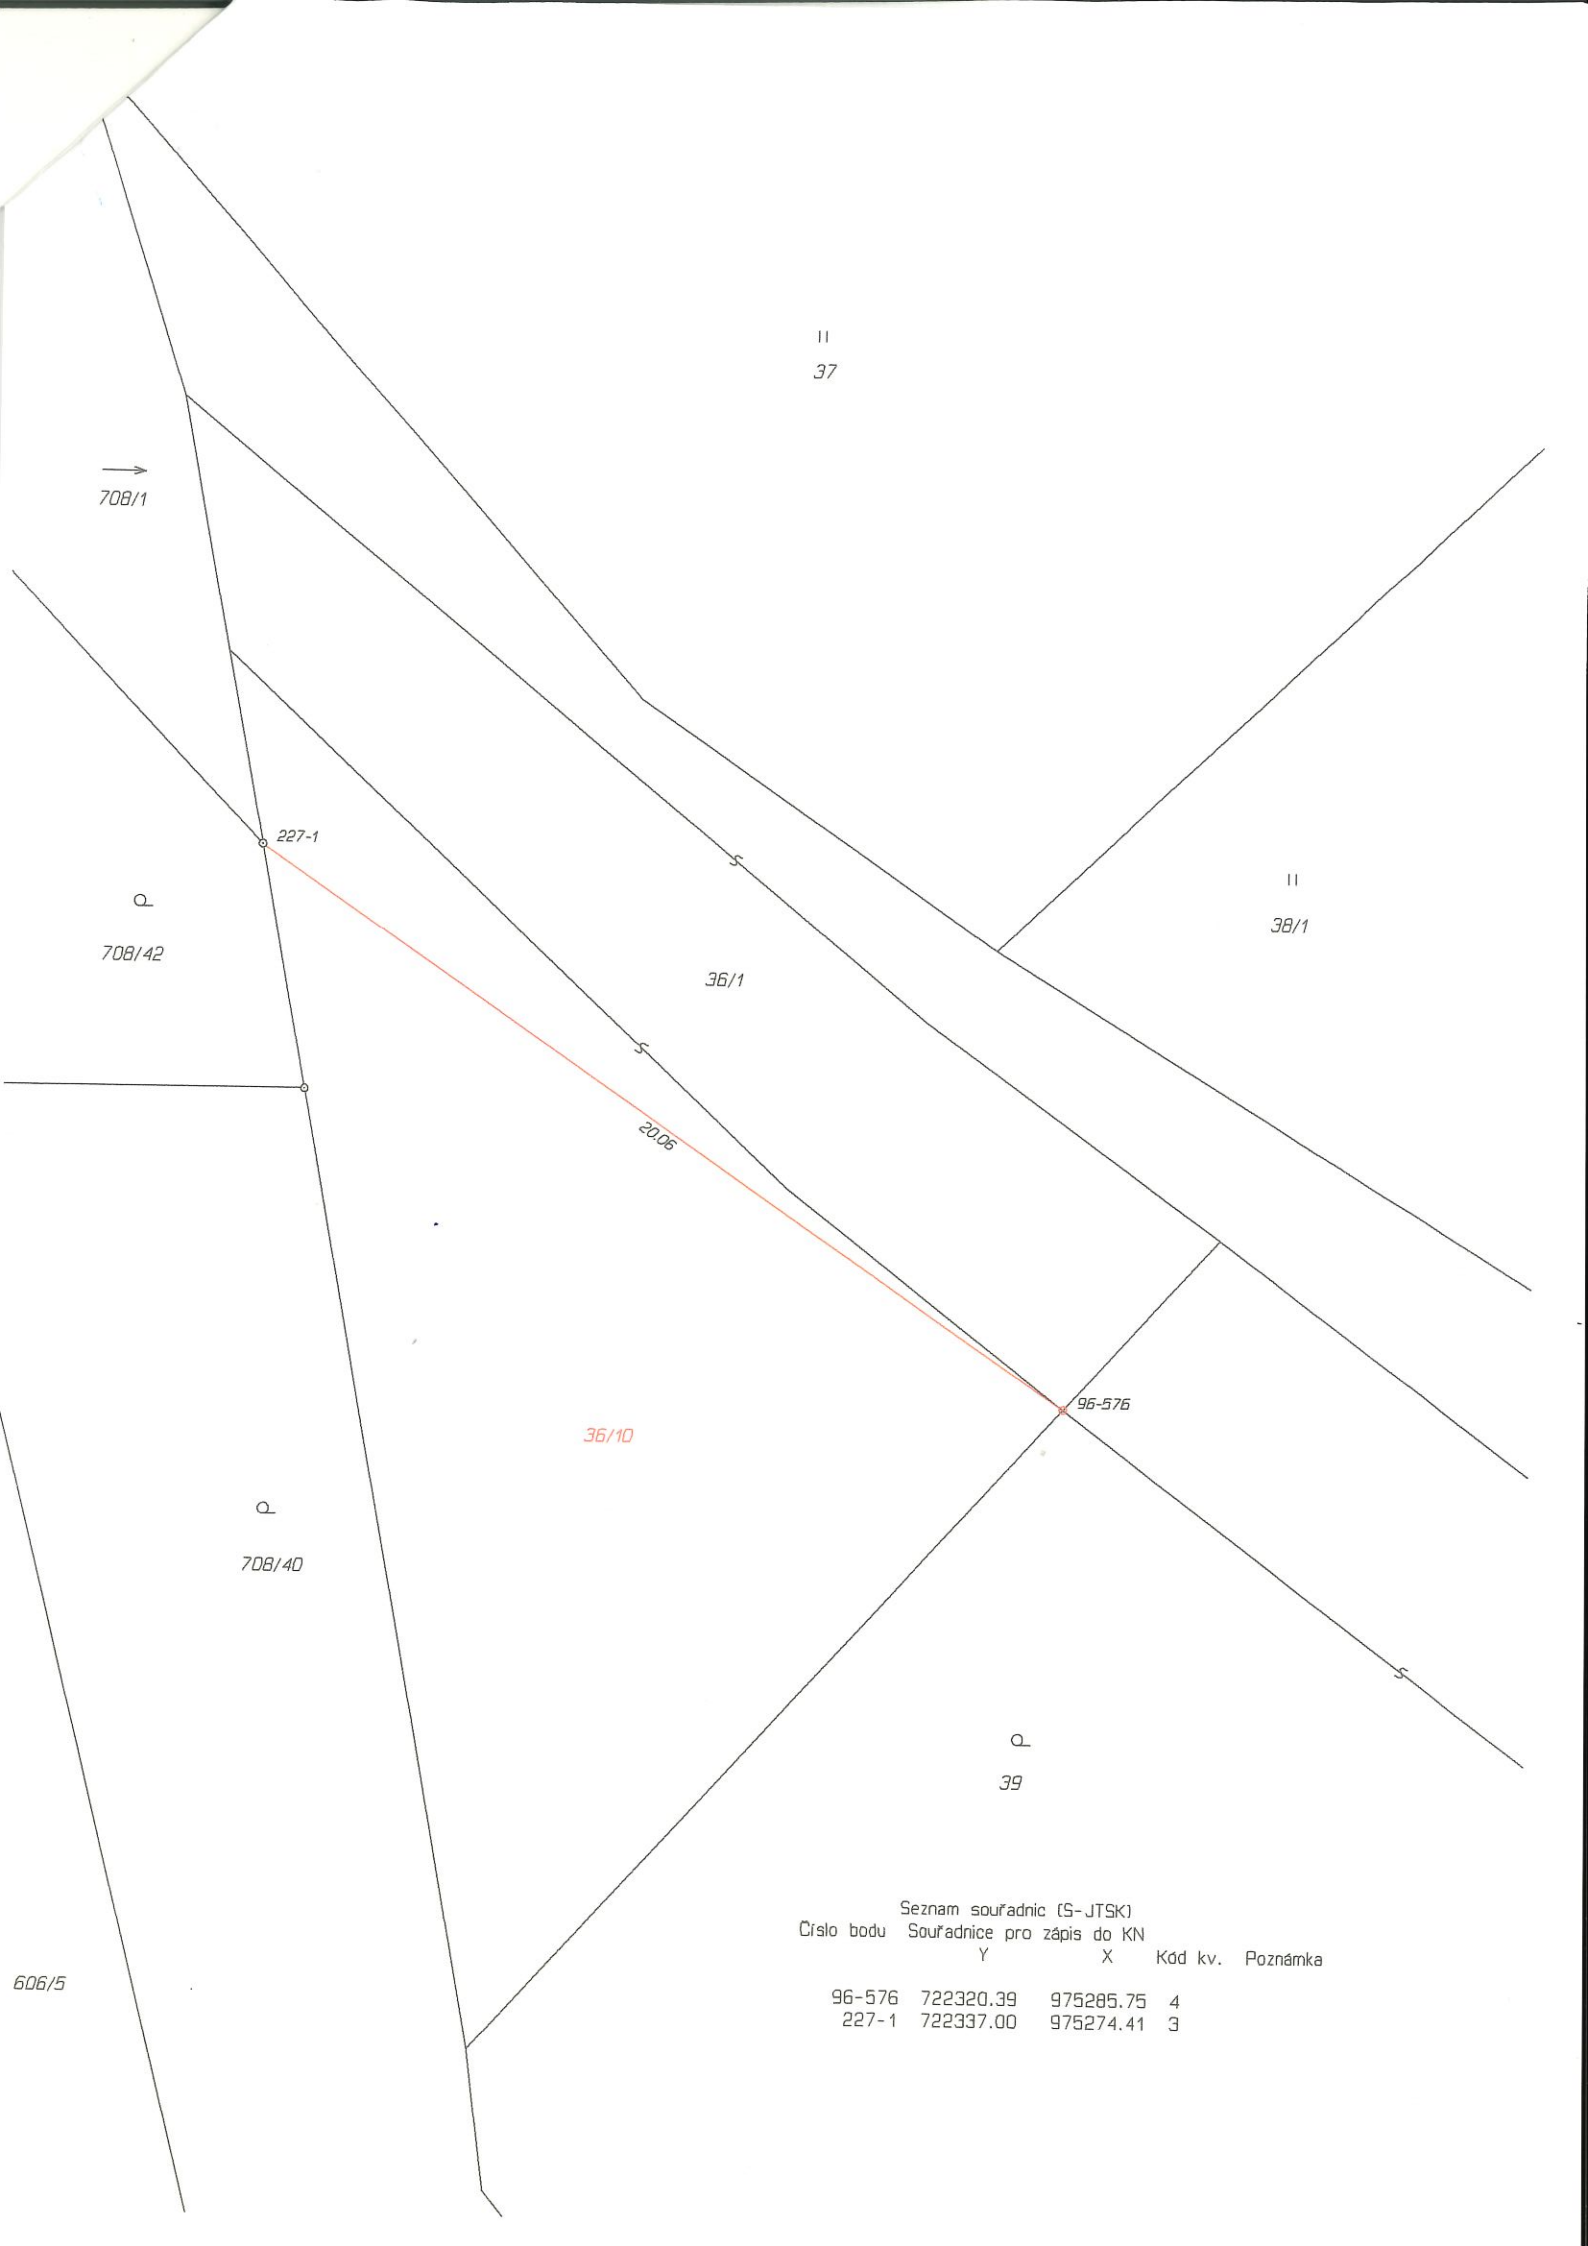 37
708/1
227-1
38/1
708/42
36/1
20.06
96-576
36/10
708/40
39
Seznam souřadnic (S-JTSK)
Číslo bodu Souřadnice pro zápis do KN
Y X Kód kv. Poznámka
606/5
96-576 722320.39 975285.75 4
227-1 722337.00 975274.41 3